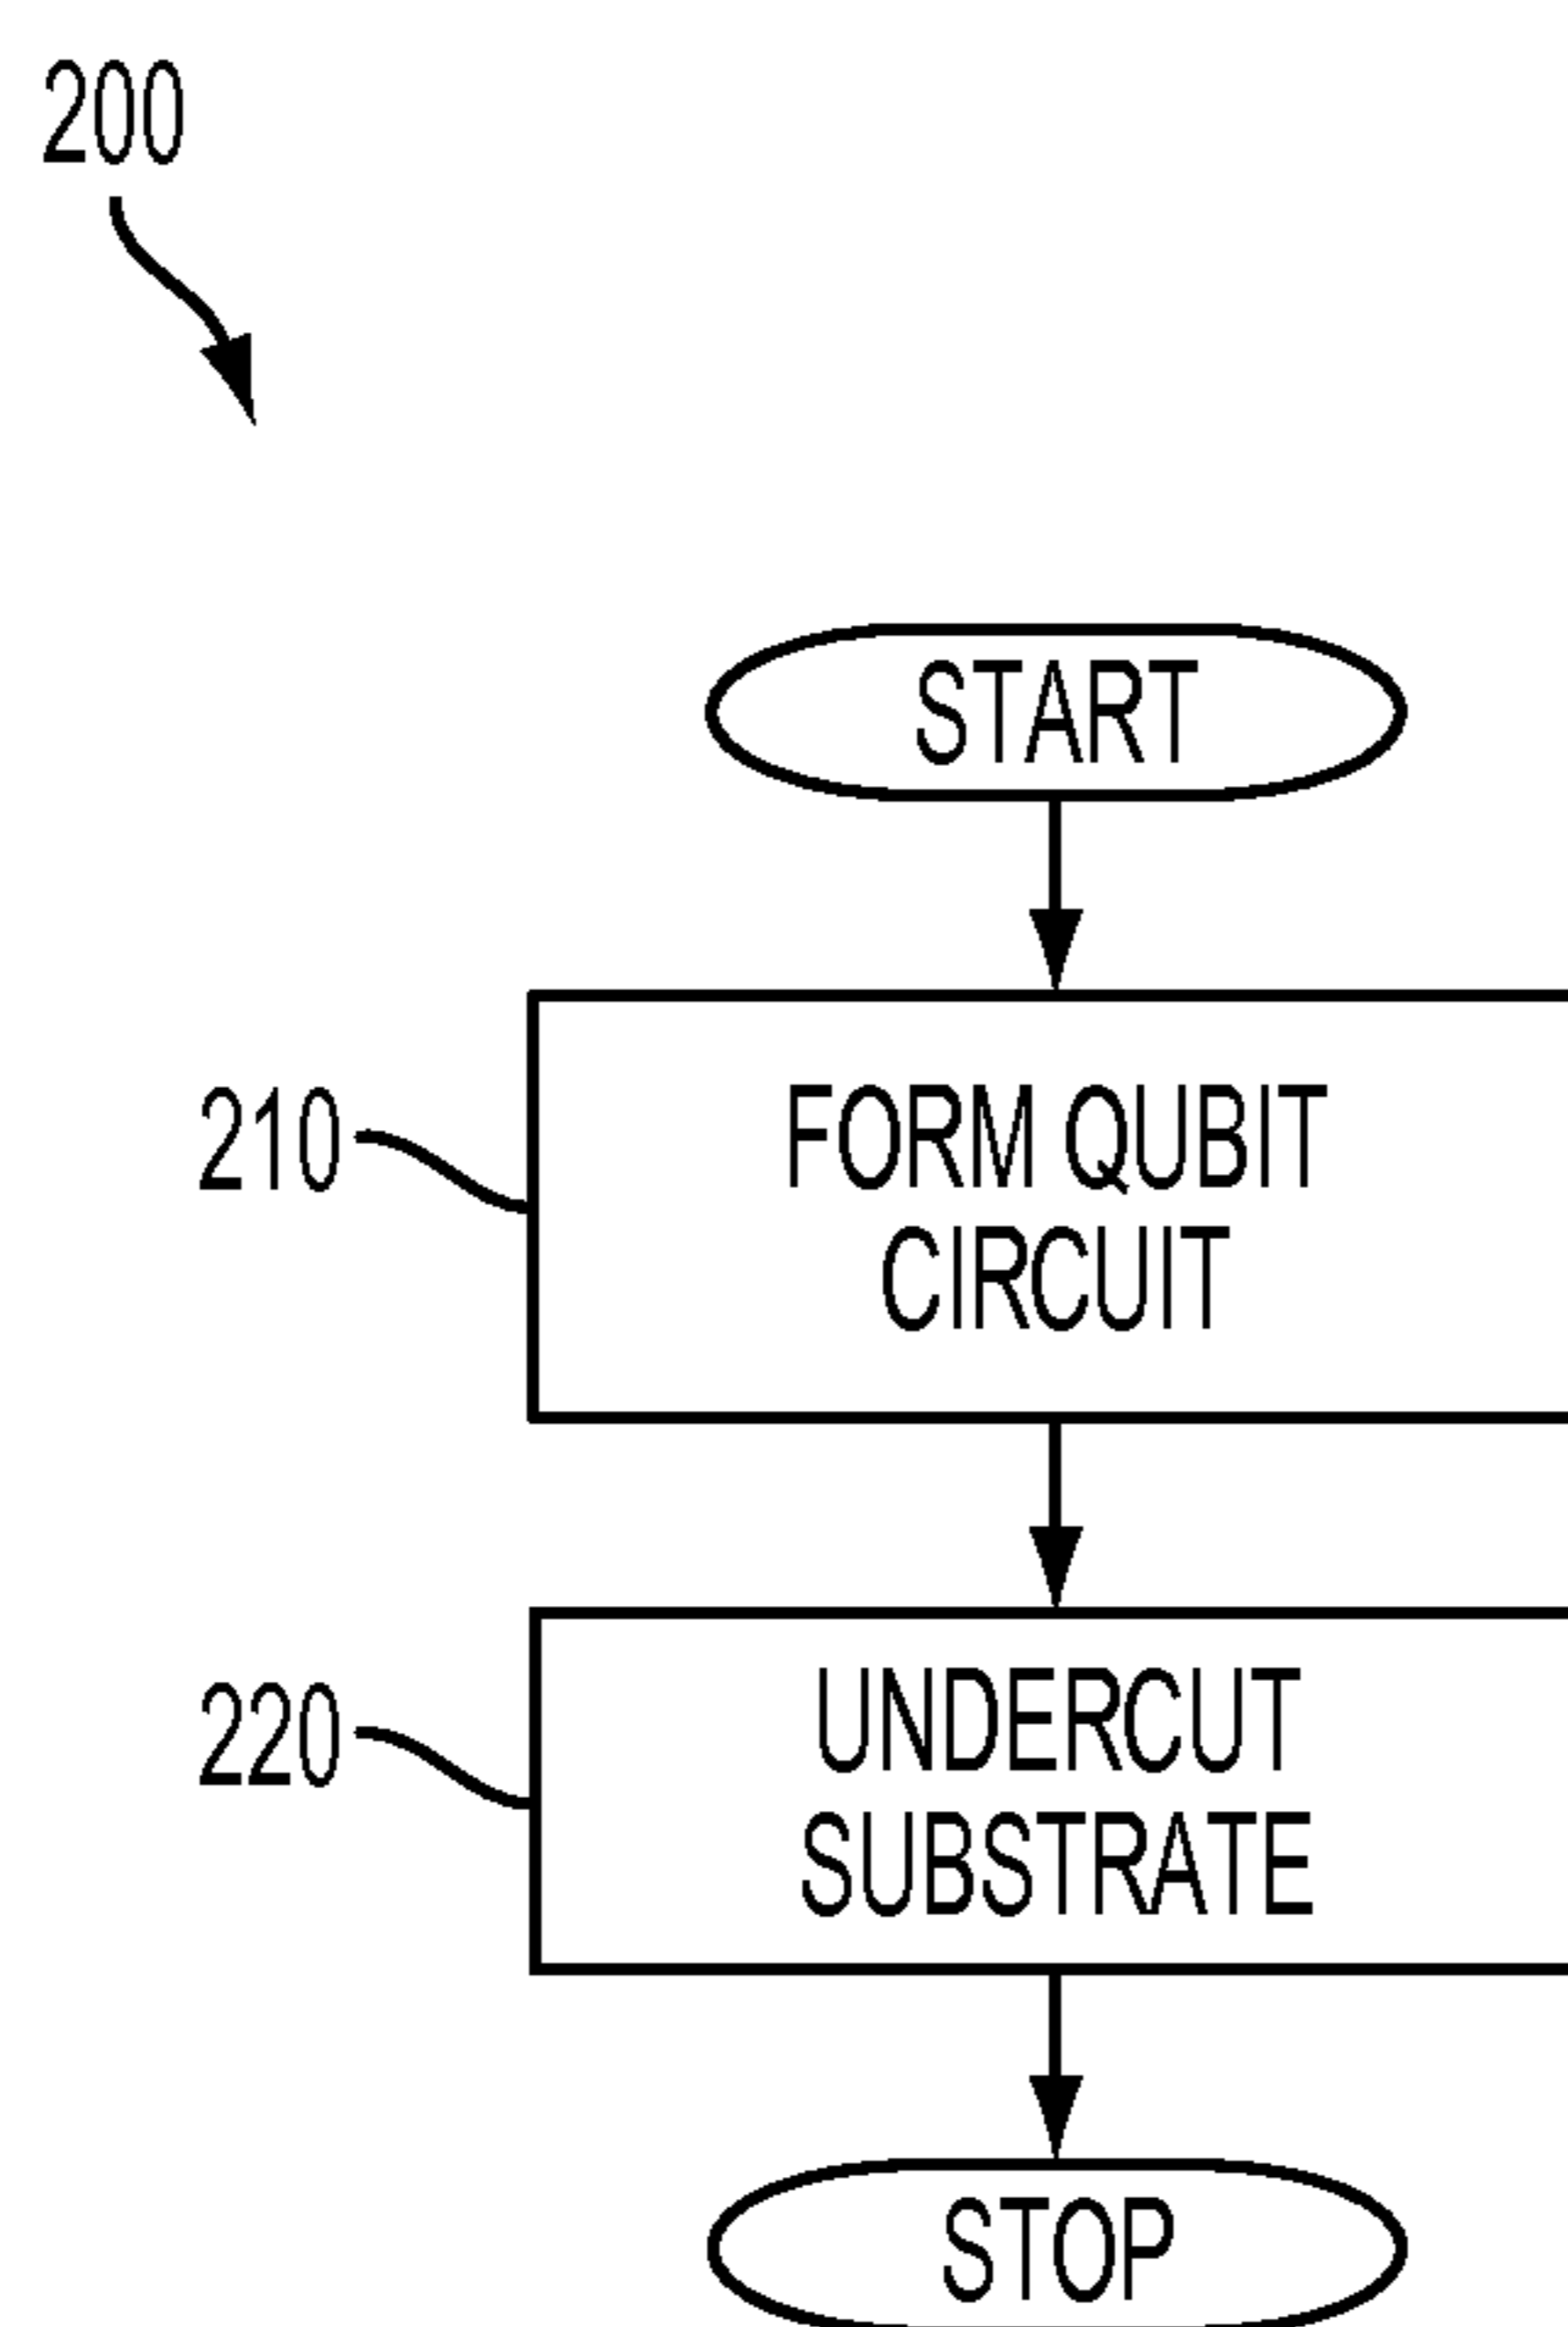 200
START
210
FORM QUBIT
CIRCUIT
220
UNDERCUT
SUBSTRATE
STOP